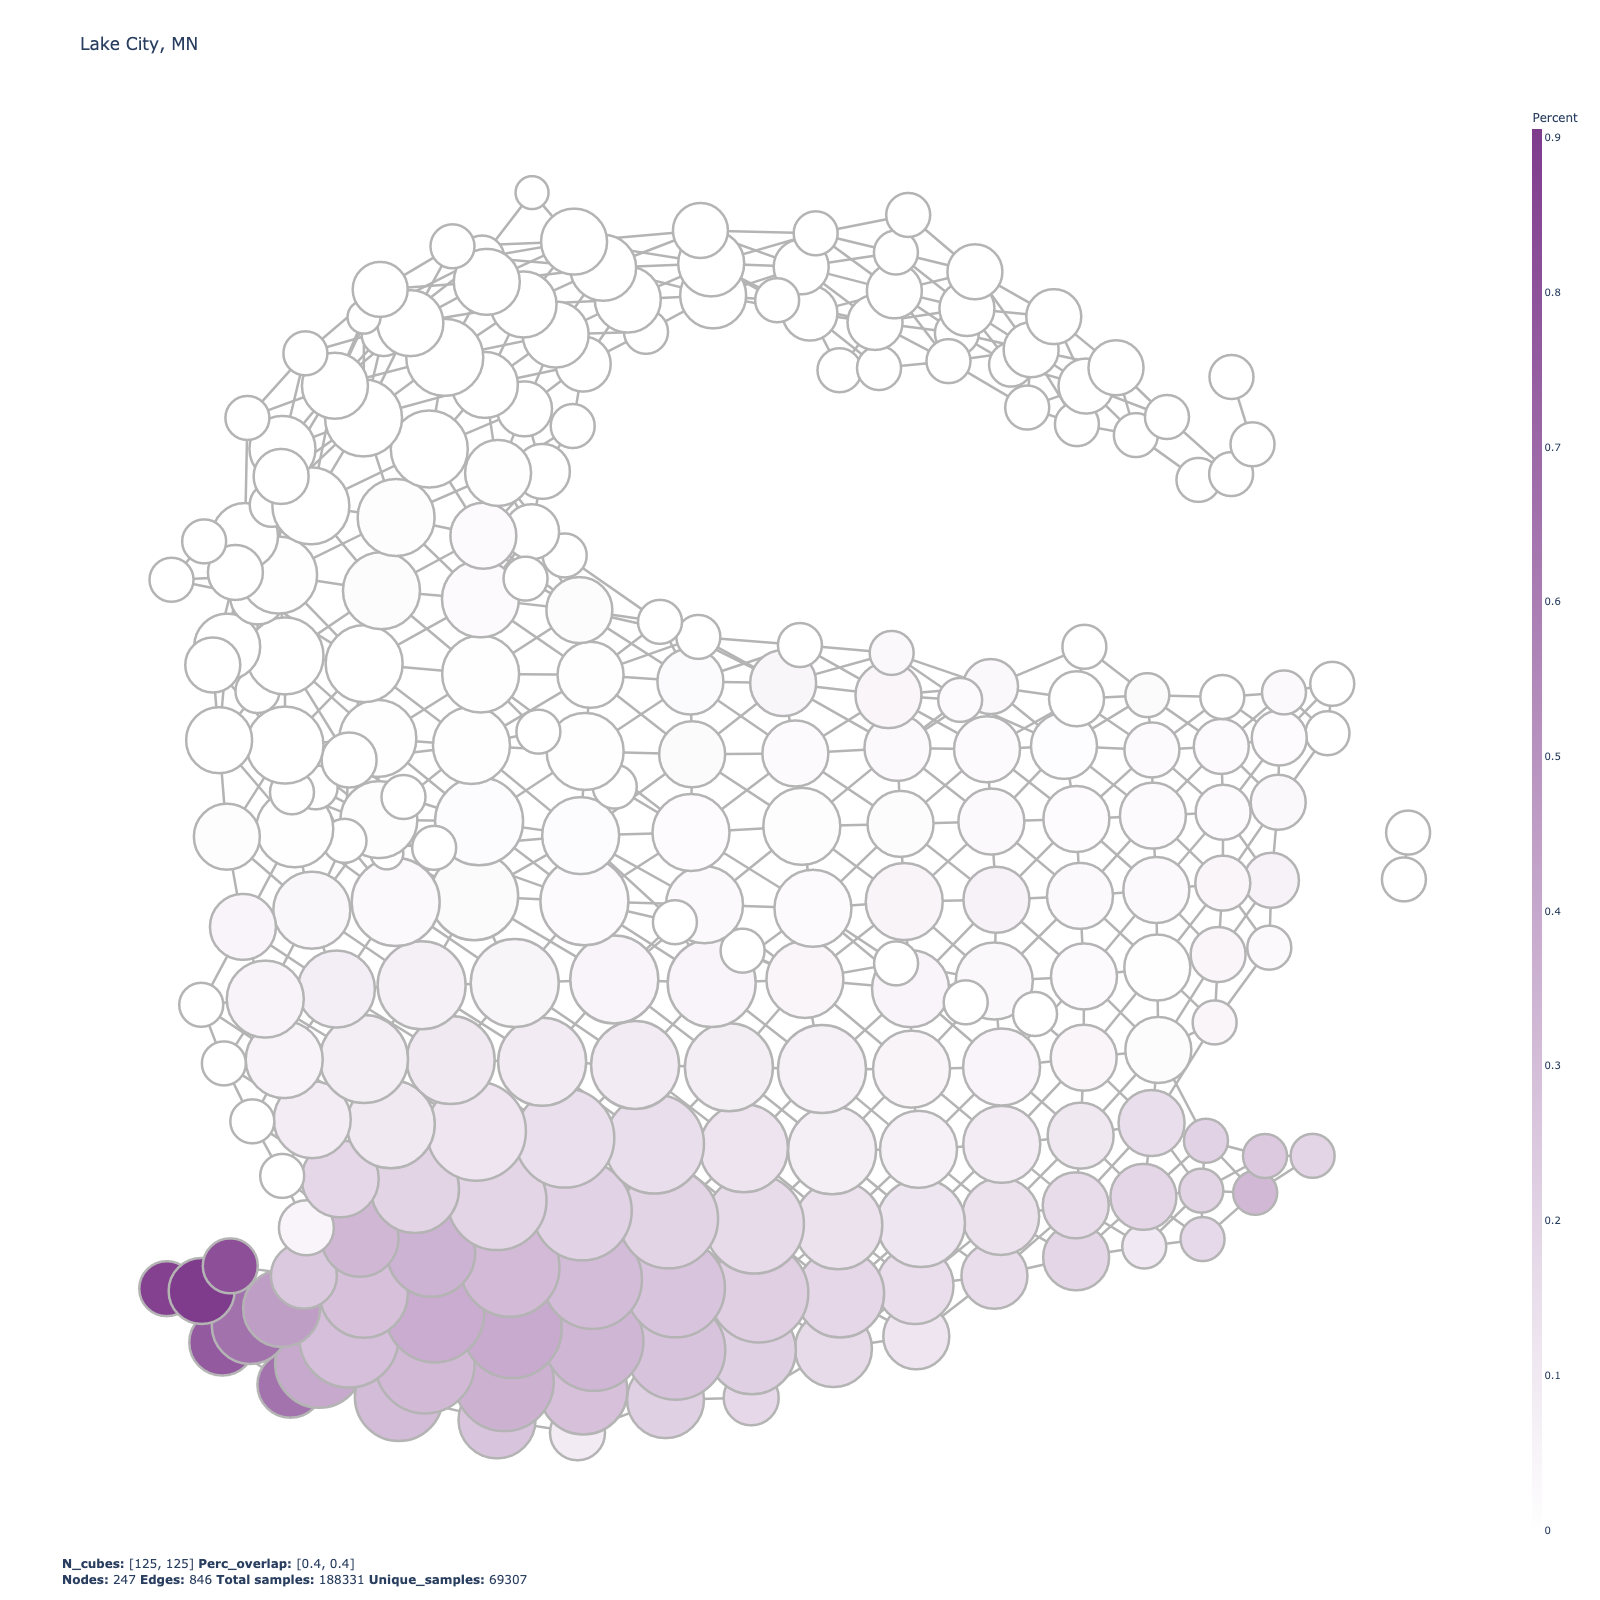 Lake City, MN
Percent
0.9
0.8
0.7
0.6
0.5
0.4
0.3
0.2
0.1
0
N_cubes: [125, 125] Perc_overlap: [0.4, 0.4]
Nodes: 247 Edges: 846 Total samples: 188331 Unique_samples: 69307